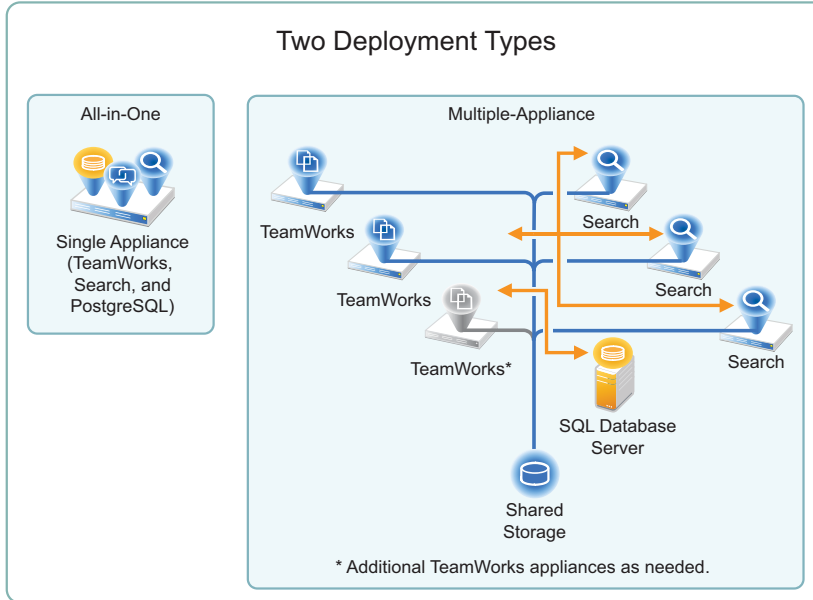 Two Deployment Types
All-in-One
Single Appliance
(TeamWorks,
Search, and
PostgreSQL)
Multiple-Appliance
TeamWorks
Search
TeamWorks
Search
TeamWorks*
Search
SQL Database
Server
Shared
Storage
* Additional TeamWorks appliances as needed.